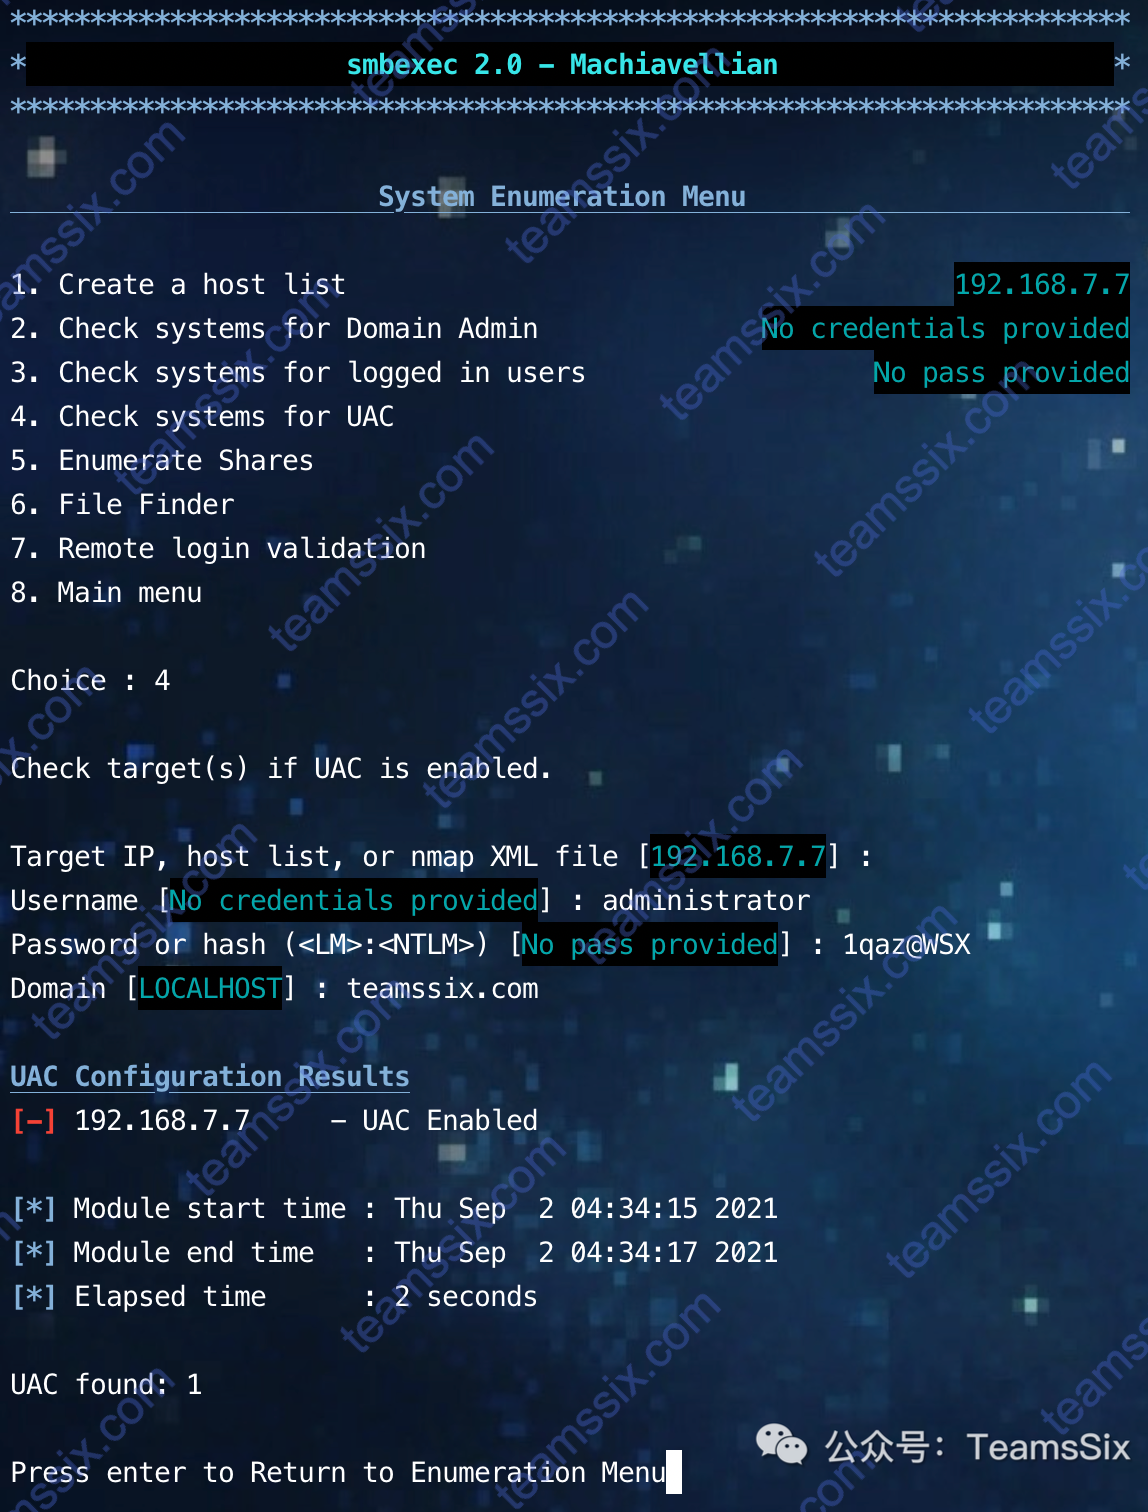 **********************************************************************
* smbexec 2.0 - Machiavellian *
**********************************************************************
System Enumeration Menu
1. Create a host list 192.168.7.7
2. Check systems for Domain Admin No credentials provided
3. Check systems for logged in users No pass provided
4. Check systems for UAC
5. Enumerate Shares
6. File Finder
7. Remote login validation
8. Main menu
Choice : 4
Check target(s) if UAC is enabled.
Target IP, host list, or nmap XML file [192.168.7.7] :
Username [No credentials provided] : administrator
Password or hash (<LM>:<NTLM>) [No pass provided] : 1qaz@WSX
Domain [LOCALHOST] : teamssix.com
UAC Configuration Results
[-] 192.168.7.7 - UAC Enabled
[*] Module start time : Thu Sep 2 04:34:15 2021
[*] Module end time : Thu Sep 2 04:34:17 2021
[*] Elapsed time : 2 seconds
UAC found: 1
Press enter to Return to Enumeration Menu
公众号：TeamsSix
teamssix.com